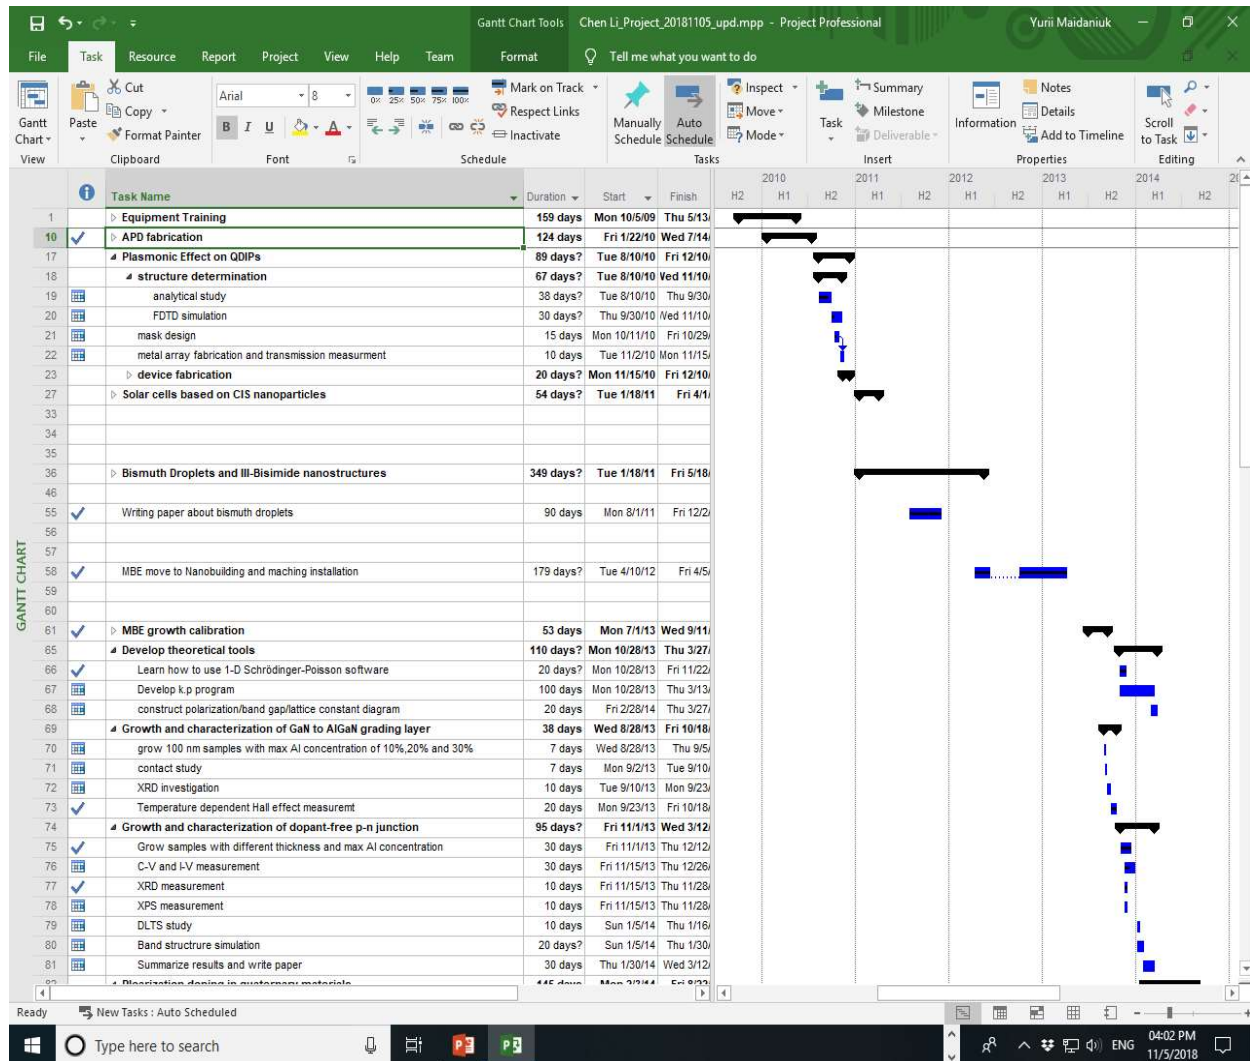 Gantt Chart Tools Chen Li_Project_20181105_upd.mpp - Project Professional Yurii Maidaniuk
File Task Resource Report Project View Help Team Format Tell me what you want to do
Gantt Chart
View
Paste
Cut
Copy
Format Painter
Clipboard
Arial 8
B I U A
Font
0% 25% 50% 75% 100%
Mark on Track
Respect Links
Inactivate
Schedule
Manually Schedule
Auto Schedule
Inspect
Move
Mode
Tasks
Task
Summary
Milestone
Deliverable
Insert
Information
Notes
Details
Add to Timeline
Properties
Scroll to Task
Editing
Task Name Duration Start Finish
2010 2011 2012 2013 2014
H2 H1 H2 H1 H2 H1 H2 H1 H2 H1 H2
1 Equipment Training 159 days Mon 10/5/09 Thu 5/13/
10 APD fabrication 124 days Fri 1/22/10 Wed 7/14/
17 Plasmonic Effect on QDIPs 89 days? Tue 8/10/10 Fri 12/10/
18 structure determination 67 days? Tue 8/10/10 Wed 11/10/
19 analytical study 38 days? Tue 8/10/10 Thu 9/30/
20 FDTD simulation 30 days? Thu 9/30/10 Wed 11/10/
21 mask design 15 days Mon 10/11/10 Fri 10/29/
22 metal array fabrication and transmission measurment 10 days Tue 11/2/10 Mon 11/15/
23 device fabrication 20 days? Mon 11/15/10 Fri 12/10/
27 Solar cells based on CIS nanoparticles 54 days? Tue 1/18/11 Fri 4/1/
33
34
35
36 Bismuth Droplets and III-Bisimide nanostructures 349 days? Tue 1/18/11 Fri 5/18/
46
55 Writing paper about bismuth droplets 90 days Mon 8/1/11 Fri 12/2/
56
57
58 MBE move to Nanobuilding and maching installation 179 days? Tue 4/10/12 Fri 4/5/
59
60
61 MBE growth calibration 53 days Mon 7/1/13 Wed 9/11/
65 Develop theoretical tools 110 days? Mon 10/28/13 Thu 3/27/
66 Learn how to use 1-D Schrödinger-Poisson software 20 days? Mon 10/28/13 Fri 11/22/
67 Develop k.p program 100 days Mon 10/28/13 Thu 3/13/
68 construct polarization/band gap/lattice constant diagram 20 days Fri 2/28/14 Thu 3/27/
69 Growth and characterization of GaN to AlGaN grading layer 38 days Wed 8/28/13 Fri 10/18/
70 grow 100 nm samples with max Al concentration of 10%,20% and 30% 7 days Wed 8/28/13 Thu 9/5/
71 contact study 7 days Mon 9/2/13 Tue 9/10/
72 XRD investigation 10 days Tue 9/10/13 Mon 9/23/
73 Temperature dependent Hall effect measuremt 20 days Mon 9/23/13 Fri 10/18/
74 Growth and characterization of dopant-free p-n junction 95 days? Fri 11/1/13 Wed 3/12/
75 Grow samples with different thickness and max Al concentration 30 days Fri 11/1/13 Thu 12/12/
76 C-V and I-V measurement 30 days Fri 11/15/13 Thu 12/26/
77 XRD measurement 10 days Fri 11/15/13 Thu 11/28/
78 XPS measurement 10 days Fri 11/15/13 Thu 11/28/
79 DLTS study 10 days Sun 1/5/14 Thu 1/16/
80 Band structrure simulation 20 days? Sun 1/5/14 Thu 1/30/
81 Summarize results and write paper 30 days Thu 1/30/14 Wed 3/12/
GANTT CHART
Ready New Tasks : Auto Scheduled
Type here to search
ENG 04:02 PM
11/5/2018